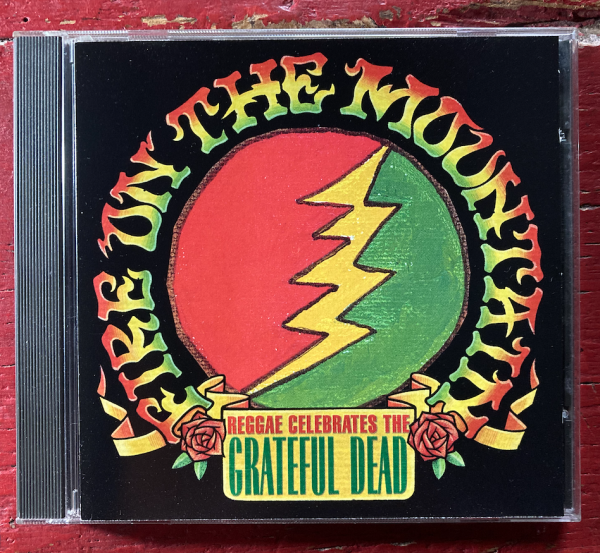 FIRE ON THE MOUNTAIN
REGGAE CELEBRATES THE
GRATEFUL DEAD